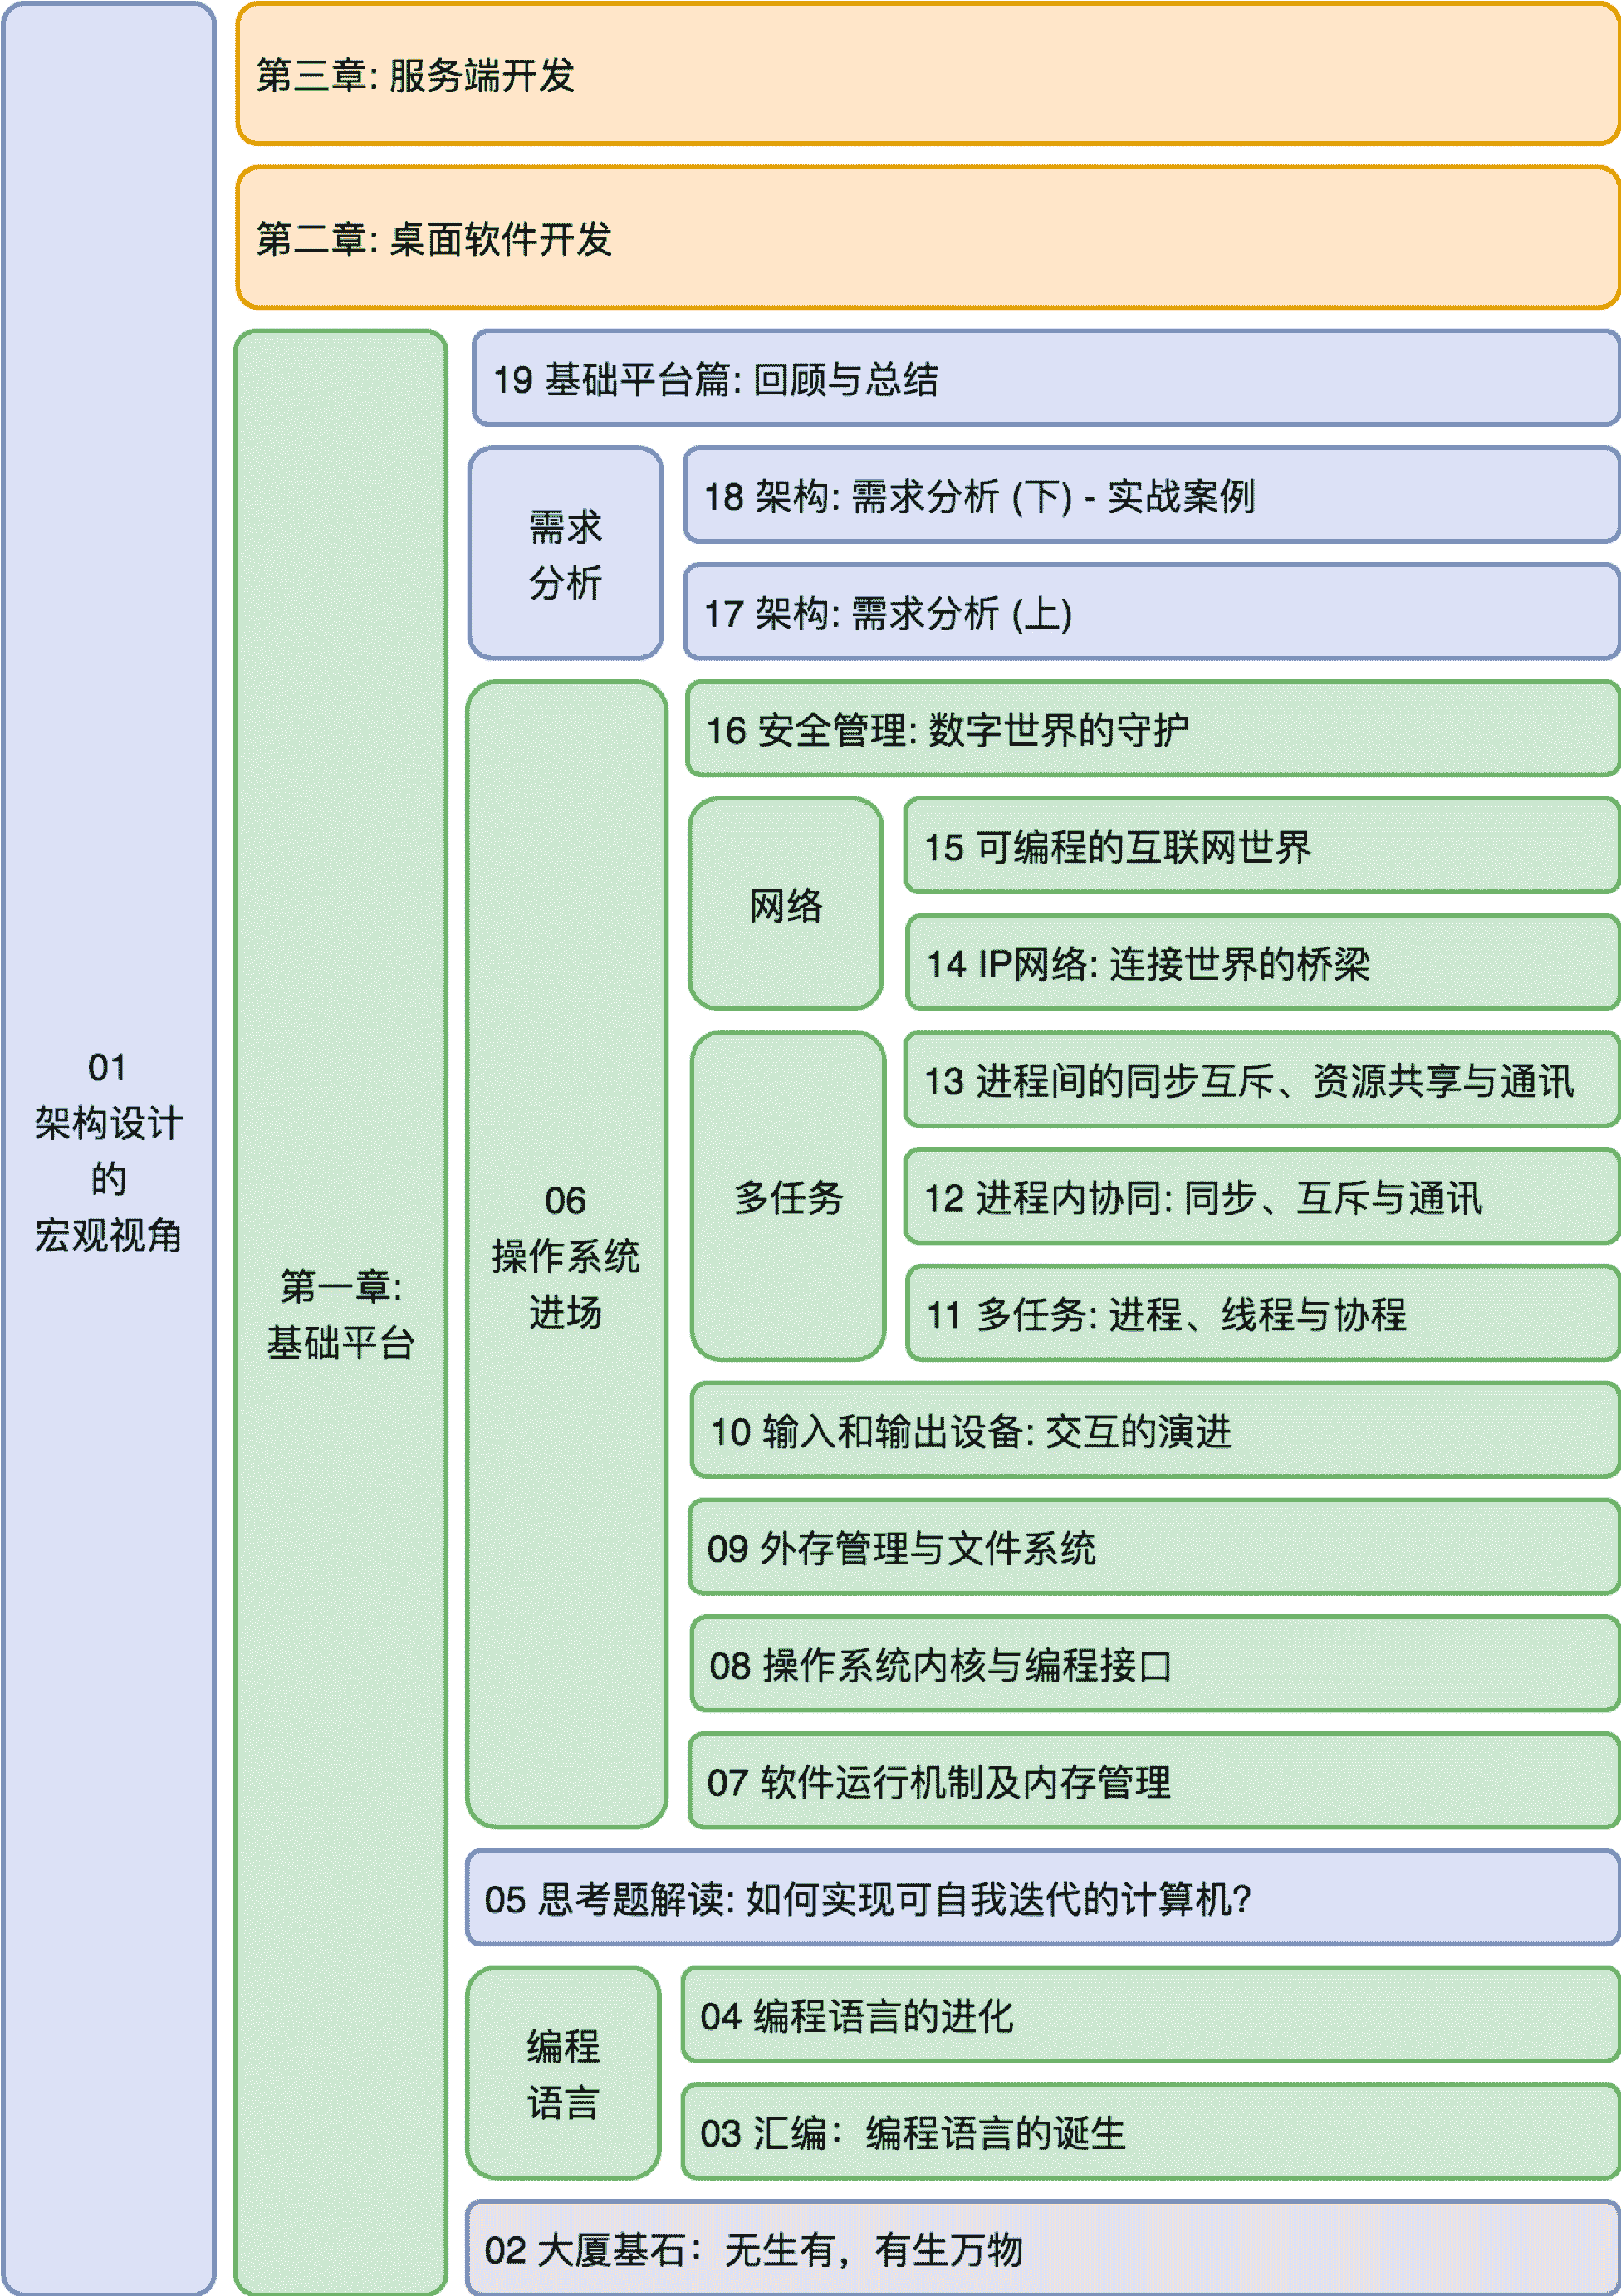 第三章: 服务端开发
第二章: 桌面软件开发
19 基础平台篇: 回顾与总结
需求
分析
18 架构: 需求分析 (下) - 实战案例
17 架构: 需求分析 (上)
16 安全管理: 数字世界的守护
网络
15 可编程的互联网世界
14 IP网络: 连接世界的桥梁
01
架构设计
的
宏观视角
第一章:
基础平台
06
操作系统
进场
多任务
13 进程间的同步互斥、资源共享与通讯
12 进程内协同: 同步、互斥与通讯
11 多任务: 进程、线程与协程
10 输入和输出设备: 交互的演进
09 外存管理与文件系统
08 操作系统内核与编程接口
07 软件运行机制及内存管理
05 思考题解读: 如何实现可自我迭代的计算机?
编程
语言
04 编程语言的进化
03 汇编：编程语言的诞生
02 大厦基石：无生有，有生万物